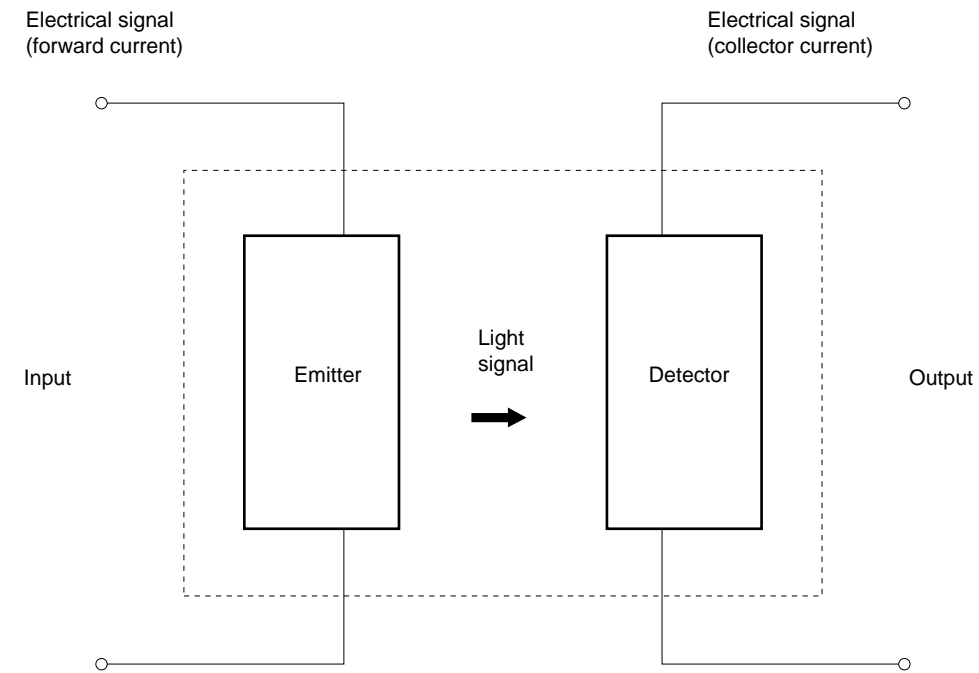 Electrical signal
(forward current)
Electrical signal
(collector current)
Light
signal
Input
Emitter
Detector
Output